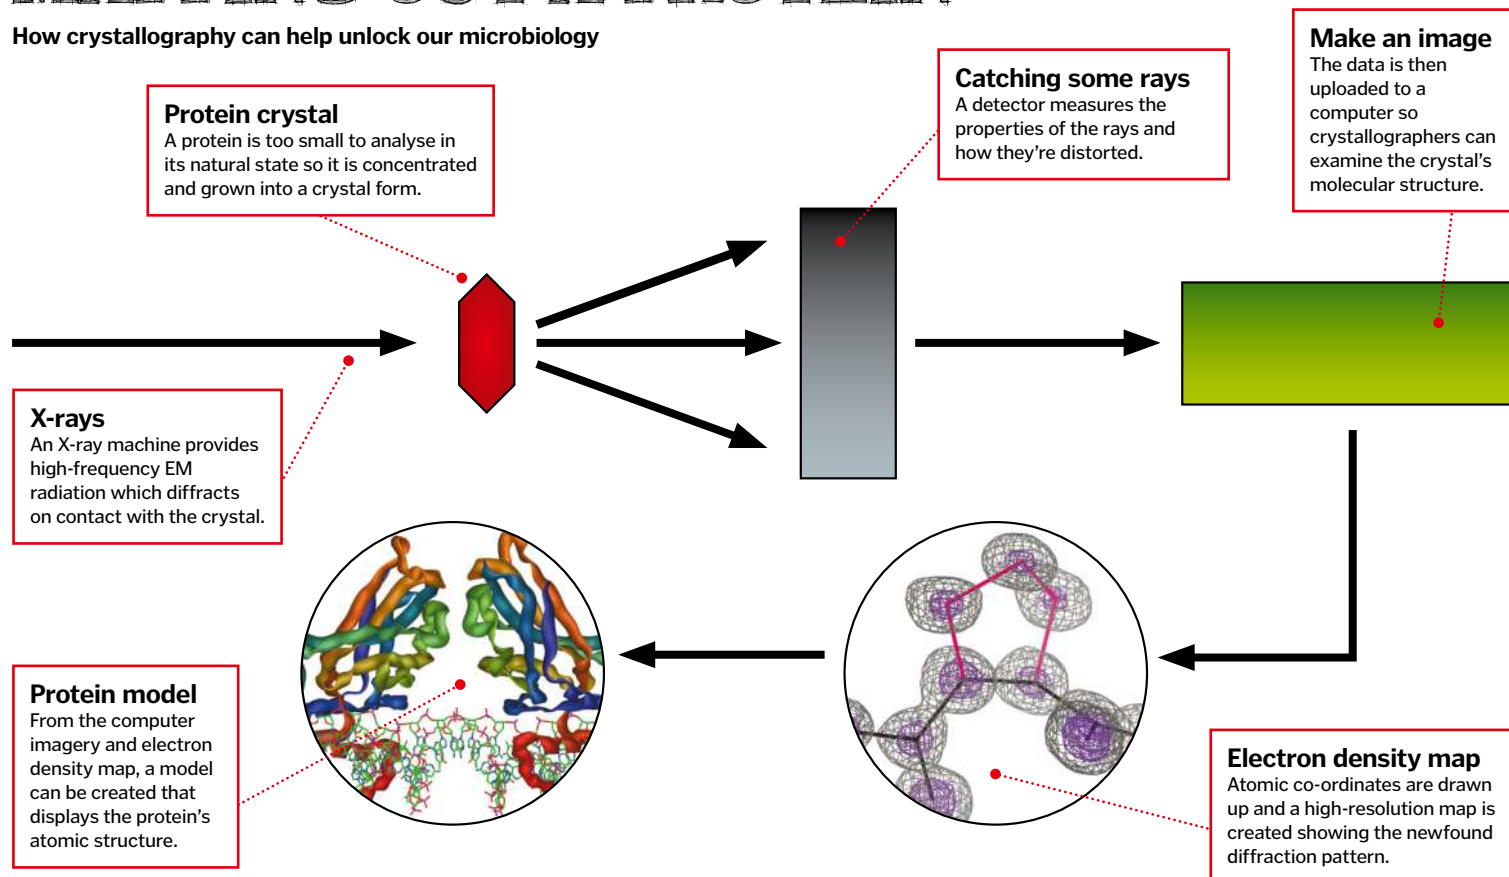 How crystallography can help unlock our microbiology
Protein crystal
A protein is too small to analyse in
its natural state so it is concentrated
and grown into a crystal form.
Catching some rays
A detector measures the
properties of the rays and
how they're distorted.
Make an image
The data is then
uploaded to a
computer so
crystallographers can
examine the crystal's
molecular structure.
X-rays
An X-ray machine provides
high-frequency EM
radiation which diffracts
on contact with the crystal.
Protein model
From the computer
imagery and electron
density map, a model
can be created that
displays the protein's
atomic structure.
Electron density map
Atomic co-ordinates are drawn
up and a high-resolution map is
created showing the newfound
diffraction pattern.